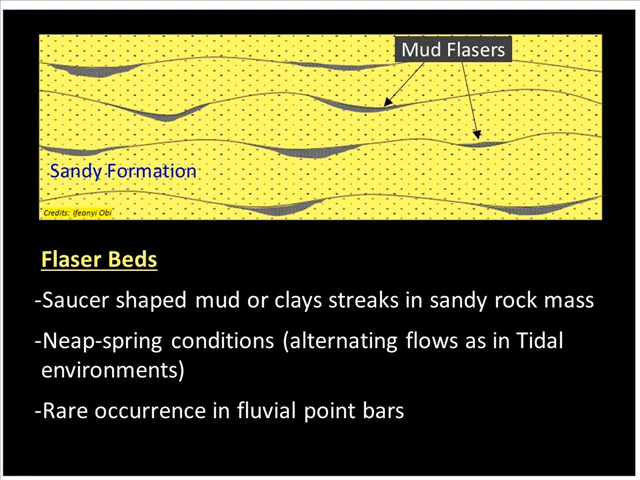 Mud Flasers
Sandy Formation
Credits: Ifeanyi Obi
Flaser Beds
-Saucer shaped mud or clays streaks in sandy rock mass
-Neap-spring conditions (alternating flows as in Tidal
environments)
-Rare occurrence in fluvial point bars